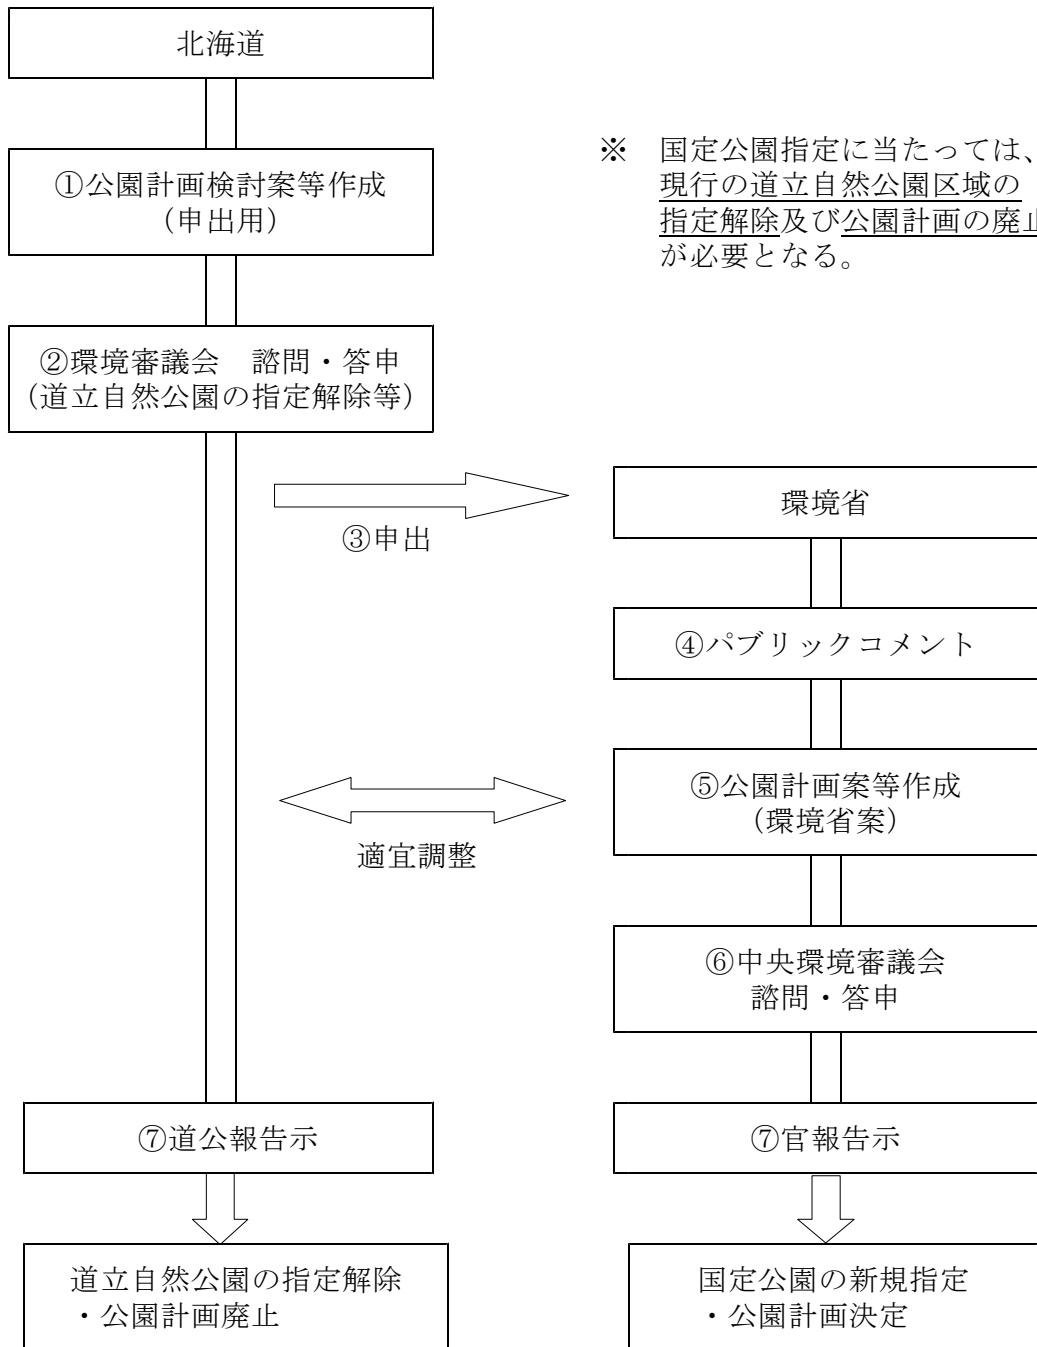 北海道
①公園計画検討案等作成
(申出用)
※　国定公園指定に当たっては、
現行の道立自然公園区域の
指定解除及び公園計画の廃止
が必要となる。
②環境審議会　諮問・答申
(道立自然公園の指定解除等)
③申出
環境省
④パブリックコメント
⑤公園計画案等作成
(環境省案)
適宜調整
⑥中央環境審議会
諮問・答申
⑦道公報告示
⑦官報告示
道立自然公園の指定解除
・公園計画廃止
国定公園の新規指定
・公園計画決定